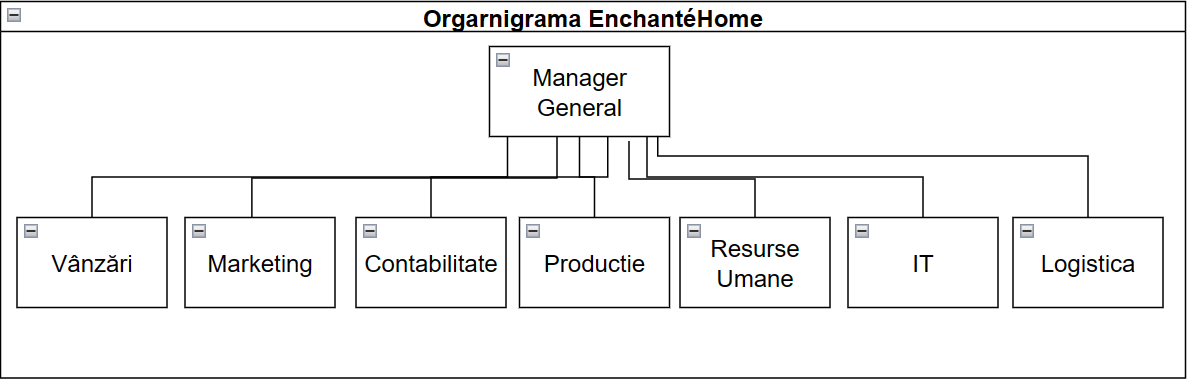 Orgarnigrama EnchantéHome
Manager
General
Vânzări
Marketing
Contabilitate
Productie
Resurse
Umane
IT
Logistica